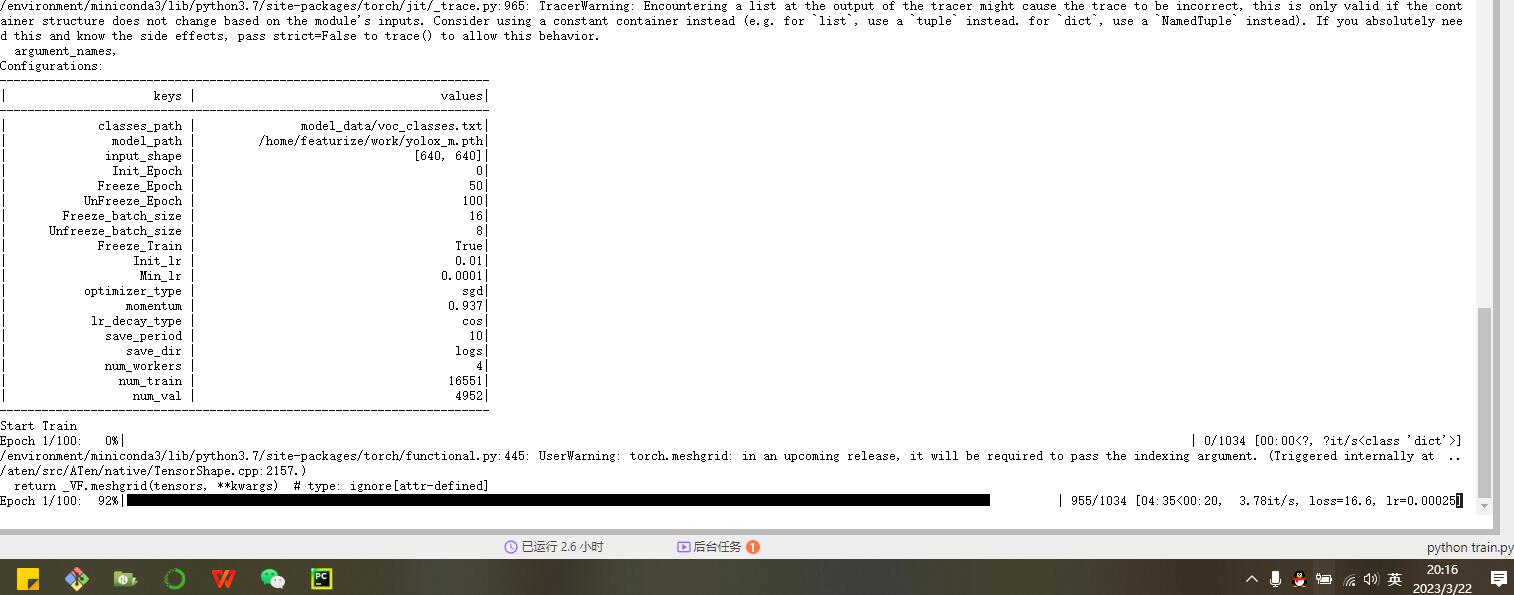 /environment/miniconda3/lib/python3.7/site-packages/torch/jit/_trace.py:965: TracerWarning: Encountering a list at the output of the tracer might cause the trace to be incorrect, this is only valid if the cont
ainer structure does not change based on the module's inputs. Consider using a constant container instead (e.g. for `list`, use a `tuple` instead. for `dict`, use a `NamedTuple` instead). If you absolutely nee
d this and know the side effects, pass strict=False to trace() to allow this behavior.
  argument_names,
Configurations:
----------------------------------------------------------------------
|                     keys |                                   values|
----------------------------------------------------------------------
|             classes_path |               model_data/voc_classes.txt|
|               model_path |         /home/featurize/work/yolox_m.pth|
|              input_shape |                               [640, 640]|
|               Init_Epoch |                                        0|
|             Freeze_Epoch |                                       50|
|           UnFreeze_Epoch |                                      100|
|        Freeze_batch_size |                                       16|
|      Unfreeze_batch_size |                                        8|
|             Freeze_Train |                                     True|
|                  Init_lr |                                     0.01|
|                   Min_lr |                                   0.0001|
|           optimizer_type |                                      sgd|
|                 momentum |                                    0.937|
|            lr_decay_type |                                      cos|
|              save_period |                                       10|
|                 save_dir |                                     logs|
|              num_workers |                                        4|
|                num_train |                                    16551|
|                  num_val |                                     4952|
----------------------------------------------------------------------
Start Train
Epoch 1/100:   0%| | 0/1034 [00:00<?, ?it/s<class 'dict'>]
/environment/miniconda3/lib/python3.7/site-packages/torch/functional.py:445: UserWarning: torch.meshgrid: in an upcoming release, it will be required to pass the indexing argument. (Triggered internally at  ..
/aten/src/ATen/native/TensorShape.cpp:2157.)
  return _VF.meshgrid(tensors, **kwargs)  # type: ignore[attr-defined]
Epoch 1/100:  92%| | 955/1034 [04:35<00:20,  3.78it/s, loss=16.6, lr=0.00025]
已运行 2.6 小时 后台任务 1 python train.py
PC 英 20:16
2023/3/22